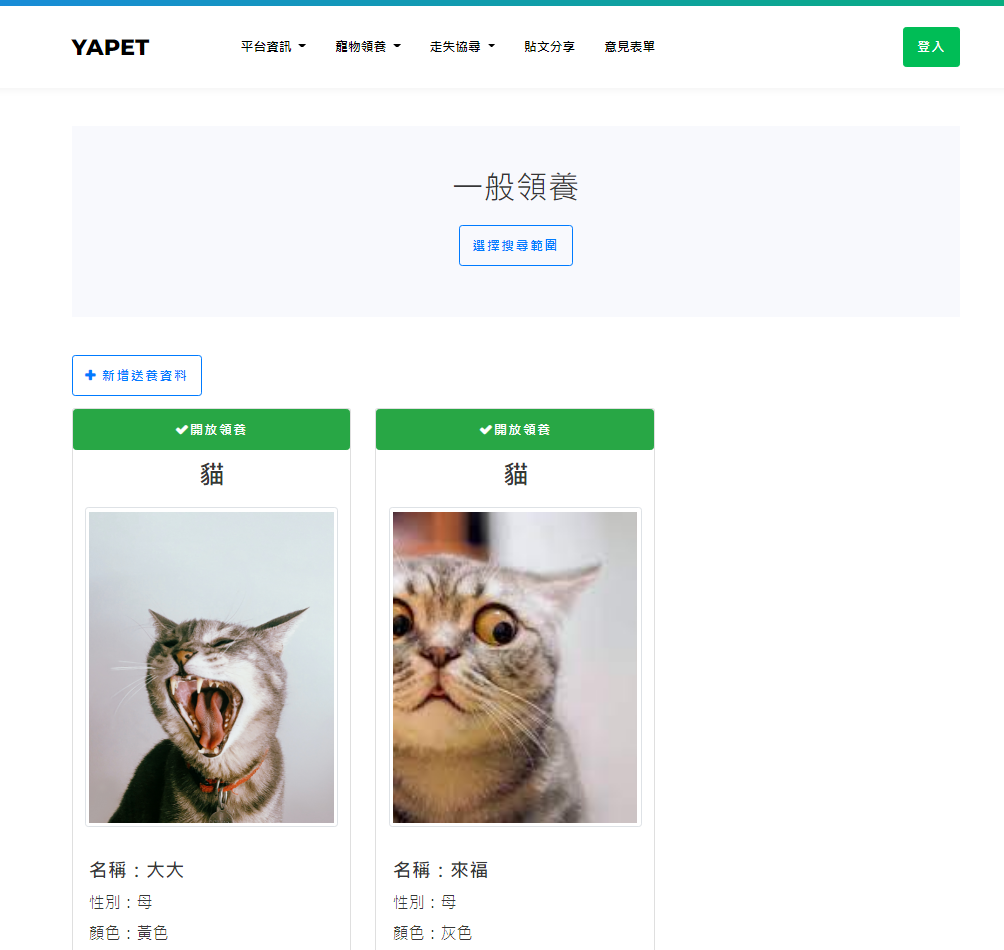 YAPET 平台資訊 寵物領養 走失協尋 貼文分享 意見表單 登入
一般領養
選擇搜尋範圍
新增送養資料
開放領養 開放領養
貓 貓
名稱：大大 名稱：來福
性別：母 性別：母
顏色：黃色 顏色：灰色